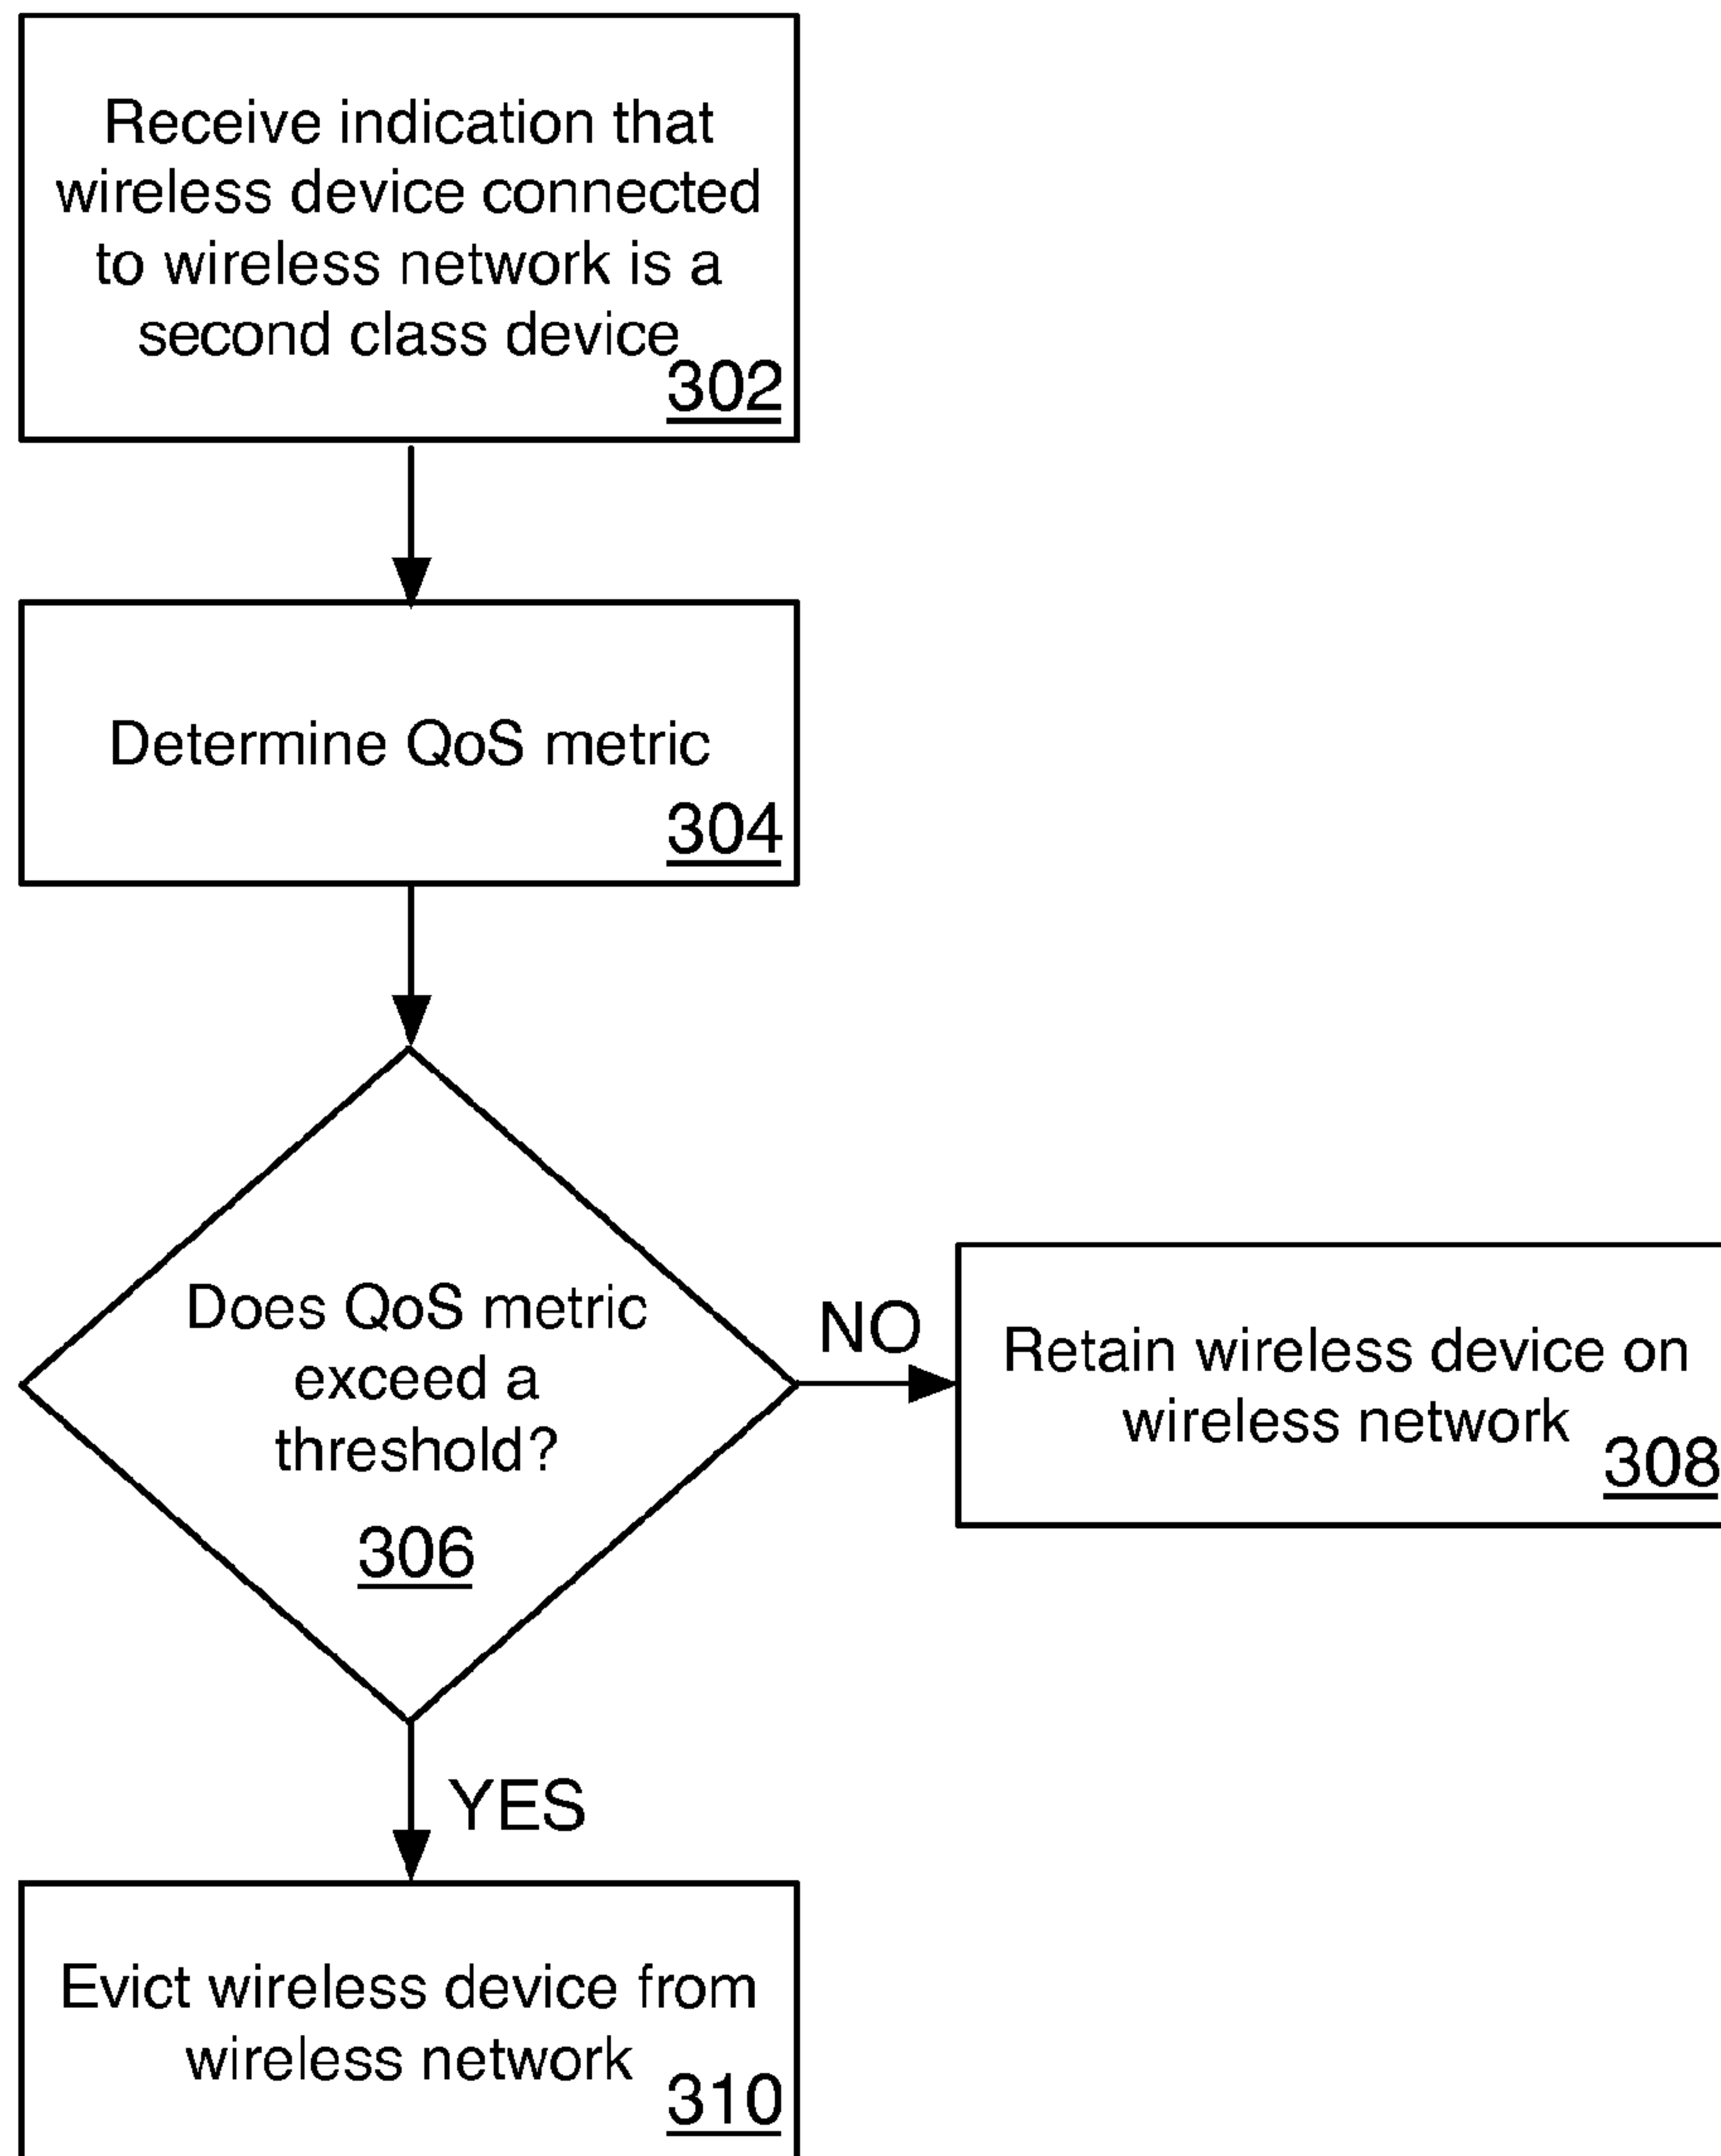 Receive indication that
wireless device connected
to wireless network is a
second class device
302
Determine QoS metric
304
Does QoS metric
exceed a
threshold?
306
NO
Retain wireless device on
wireless network
308
YES
Evict wireless device from
wireless network
310